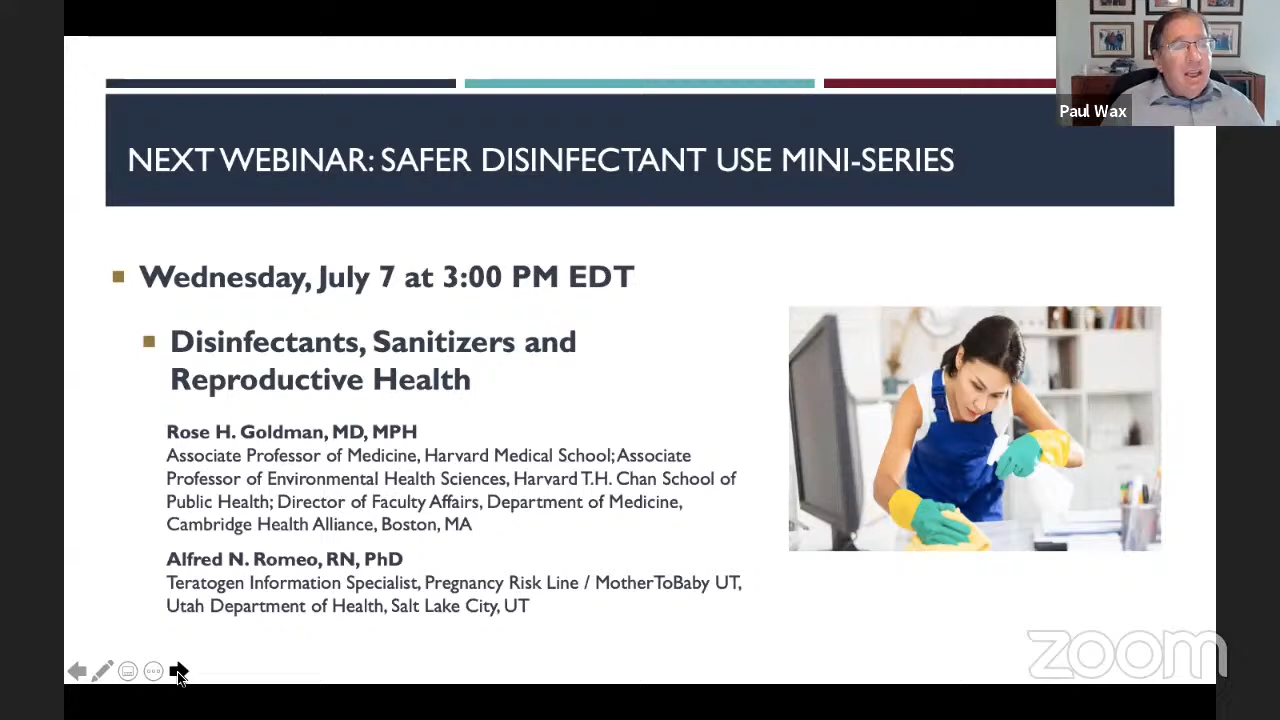 Paul Wax
NEXT WEBINAR: SAFER DISINFECTANT USE MINI-SERIES
Wednesday, July 7 at 3:00 PM EDT
Disinfectants, Sanitizers and
Reproductive Health
Rose H. Goldman, MD, MPH
Associate Professor of Medicine, Harvard Medical School; Associate
Professor of Environmental Health Sciences, Harvard T.H. Chan School of
Public Health; Director of Faculty Affairs, Department of Medicine,
Cambridge Health Alliance, Boston, MA
Alfred N. Romeo, RN, PhD
Teratogen Information Specialist, Pregnancy Risk Line / MotherToBaby UT,
Utah Department of Health, Salt Lake City, UT
zoom